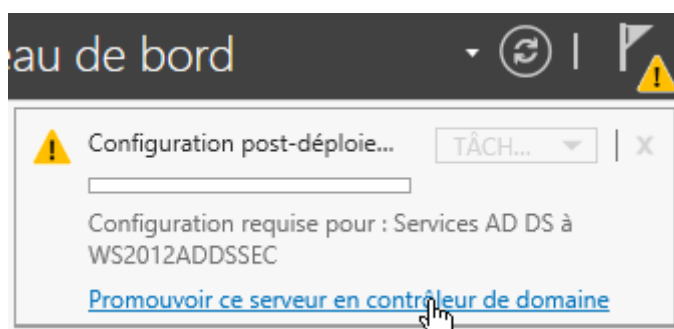 eau de bord
Configuration post-déploie... TÂCH...
Configuration requise pour : Services AD DS à
WS2012ADDSSEC
Promouvoir ce serveur en contrôleur de domaine